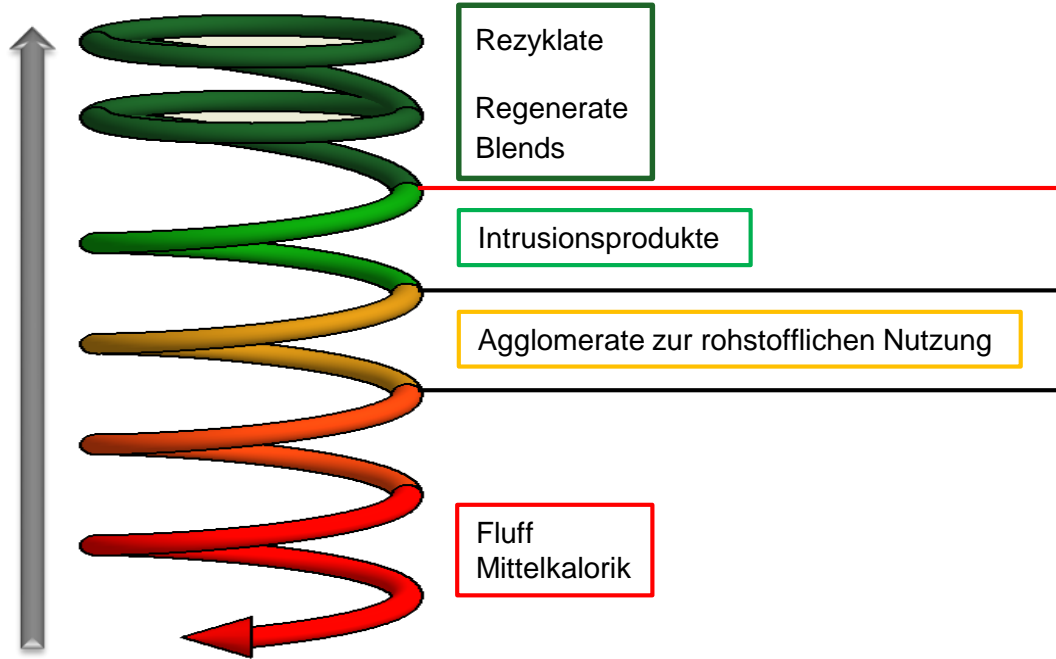 Rezyklate
Regenerate
Blends
Intrusionsprodukte
Agglomerate zur rohstofflichen Nutzung
Fluff
Mittelkalorik